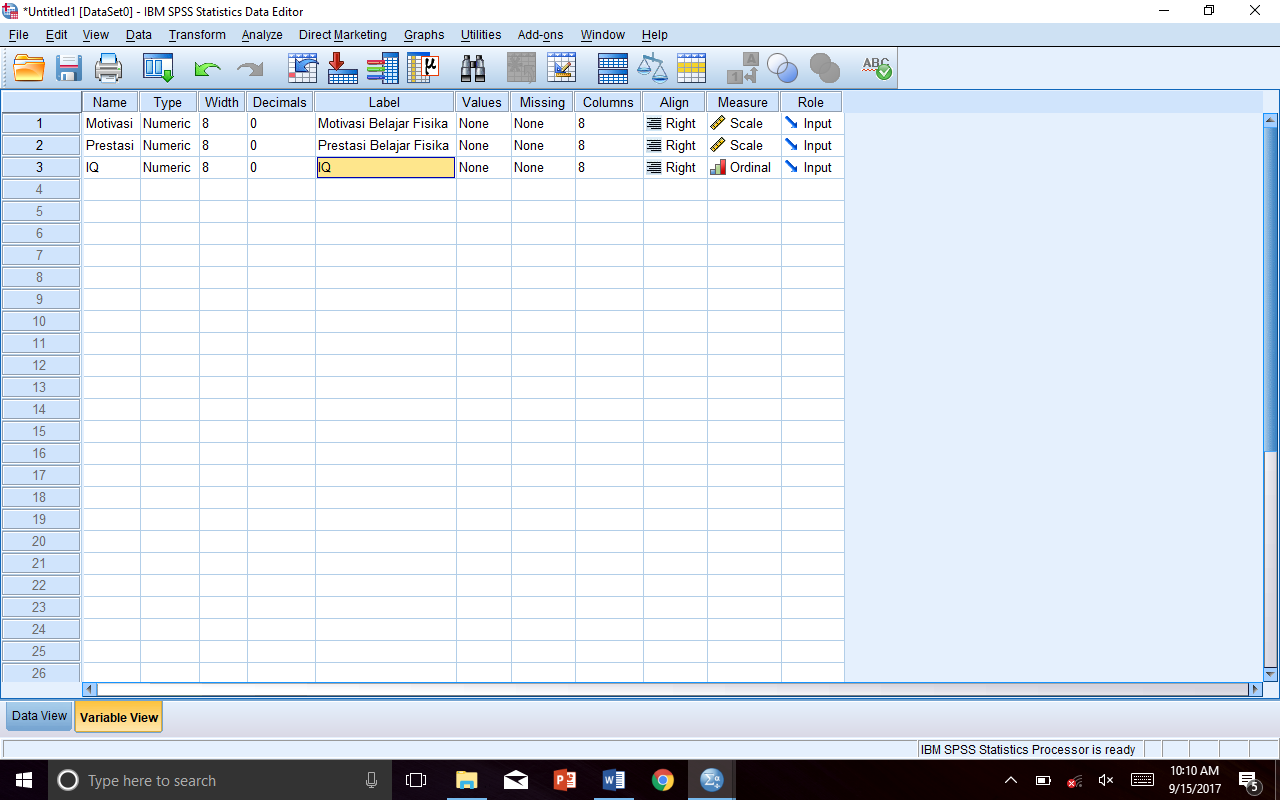 *Untitled1 [DataSet0] - IBM SPSS Statistics Data Editor
File Edit View Data Transform Analyze Direct Marketing Graphs Utilities Add-ons Window Help
Name Type Width Decimals Label Values Missing Columns Align Measure Role
1 Motivasi Numeric 8 0 Motivasi Belajar Fisika None None 8 Right Scale Input
2 Prestasi Numeric 8 0 Prestasi Belajar Fisika None None 8 Right Scale Input
3 IQ Numeric 8 0 IQ None None 8 Right Ordinal Input
4
5
6
7
8
9
10
11
12
13
14
15
16
17
18
19
20
21
22
23
24
25
26
Data View Variable View
IBM SPSS Statistics Processor is ready
Type here to search
10:10 AM
9/15/2017
5